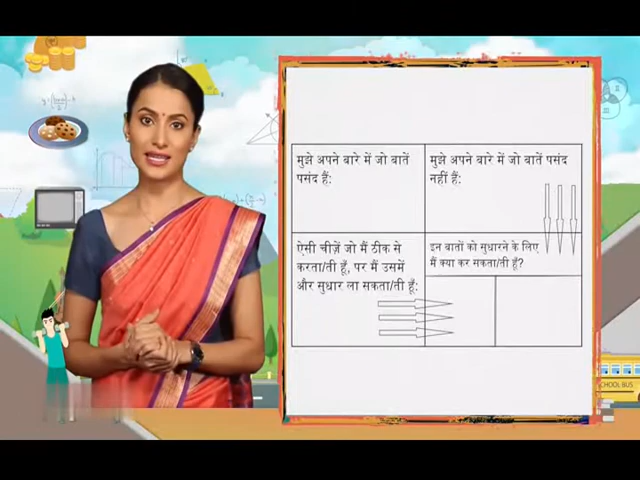 मुझे अपने बारे में जो बातें
पसंद हैं:
मुझे अपने बारे में जो बातें पसंद
नहीं हैं:
ऐसी चीज़ें जो मैं ठीक से
करता/ती हूँ, पर मैं उसमें
और सुधार ला सकता/ती हूँ:
इन बातों को सुधारने के लिए
मैं क्या कर सकता/ती हूँ?
SCHOOL BUS